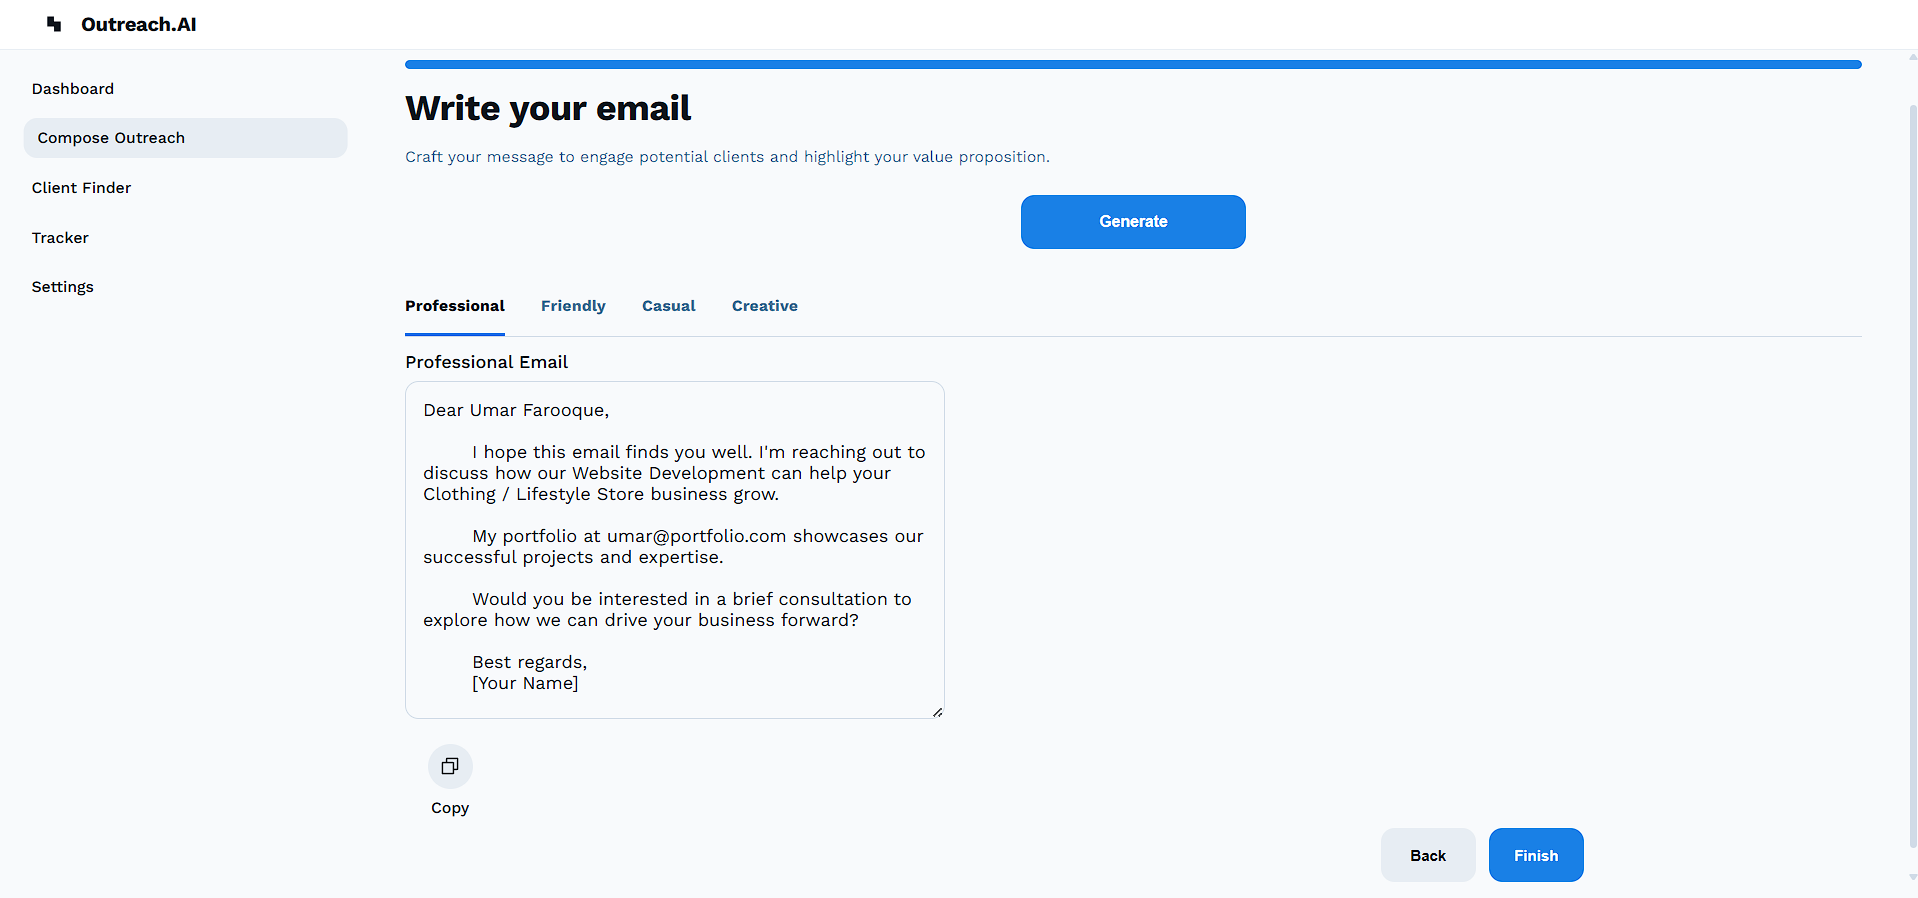 Outreach.AI
Dashboard
Compose Outreach
Client Finder
Tracker
Settings
Write your email
Craft your message to engage potential clients and highlight your value proposition.
Generate
Professional
Friendly
Casual
Creative
Professional Email
Dear Umar Farooque,
I hope this email finds you well. I'm reaching out to
discuss how our Website Development can help your
Clothing / Lifestyle Store business grow.
My portfolio at umar@portfolio.com showcases our
successful projects and expertise.
Would you be interested in a brief consultation to
explore how we can drive your business forward?
Best regards,
[Your Name]
Copy
Back
Finish